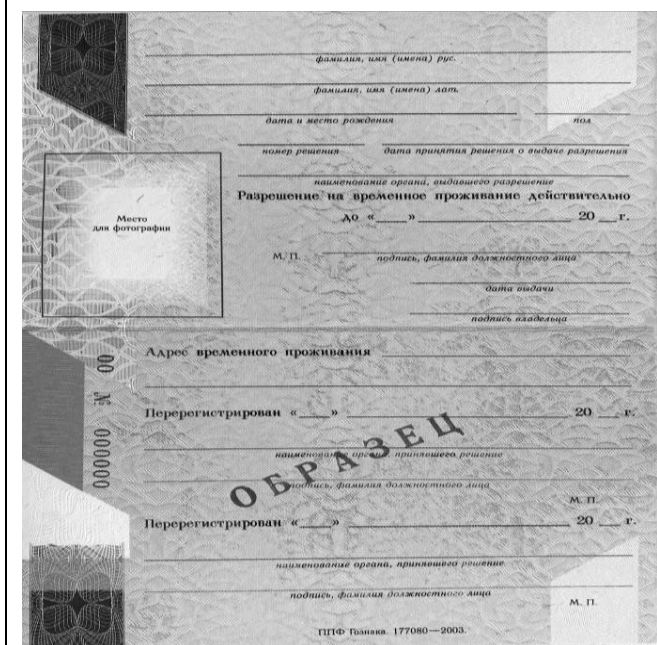 фамилия, имя (имена) рус.
фамилия, имя (имена) лат.
дата и место рождения пол
номер решения дата принятия решения о выдаче разрешения
наименование органа, выдавшего разрешение
Разрешение на временное проживание действительно
до «____» ____________________ 20 __ г.
Место
для фотографии
М. П. подпись, фамилия должностного лица
дата выдачи
подпись владельца
Адрес временного проживания
00 № 000000
Перерегистрирован «____» ____________________ 20 __ г.
наименование органа, принявшего решение
ОБРАЗЕЦ
подпись, фамилия должностного лица
М. П.
Перерегистрирован «____» ____________________ 20 __ г.
наименование органа, принявшего решение
подпись, фамилия должностного лица
М. П.
ППФ Гознака. 177080—2003.